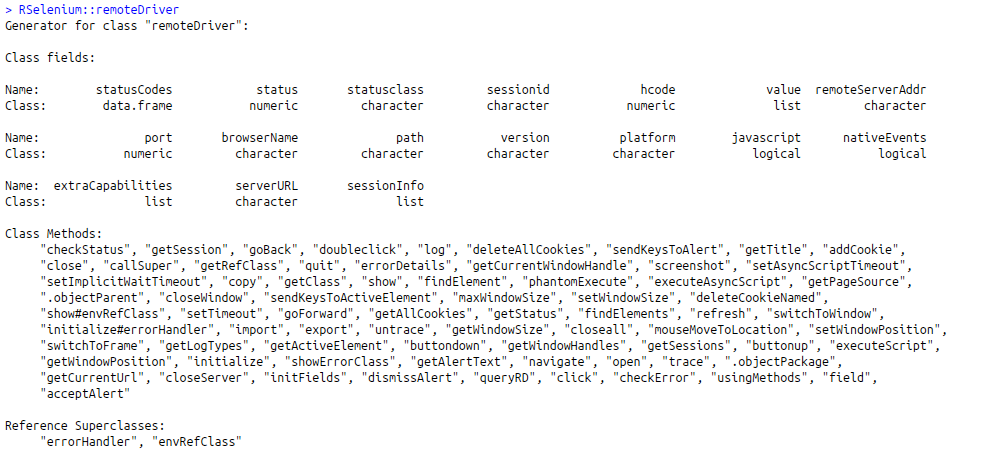 > RSelenium::remoteDriver
Generator for class "remoteDriver":
Class fields:
Name: statusCodes status statusclass sessionid hcode value remoteServerAddr
Class: data.frame numeric character character numeric list character
Name: port browserName path version platform javascript nativeEvents
Class: numeric character character character character logical logical
Name: extraCapabilities serverURL sessionInfo
Class: list character list
Class Methods:
"checkStatus", "getSession", "goBack", "doubleclick", "log", "deleteAllCookies", "sendKeysToAlert", "getTitle", "addCookie",
"close", "callSuper", "getRefClass", "quit", "errorDetails", "getCurrentWindowHandle", "screenshot", "setAsyncScriptTimeout",
"setImplicitWaitTimeout", "copy", "getClass", "show", "findElement", "phantomExecute", "executeAsyncScript", "getPageSource",
".objectParent", "closeWindow", "sendKeysToActiveElement", "maxWindowSize", "setWindowSize", "deleteCookieNamed",
"show#envRefClass", "setTimeout", "goForward", "getAllCookies", "getStatus", "findElements", "refresh", "switchToWindow",
"initialize#errorHandler", "import", "export", "untrace", "getWindowSize", "closeall", "mouseMoveToLocation", "setWindowPosition",
"switchToFrame", "getLogTypes", "getActiveElement", "buttondown", "getWindowHandles", "getSessions", "buttonup", "executeScript",
"getWindowPosition", "initialize", "showErrorClass", "getAlertText", "navigate", "open", "trace", ".objectPackage",
"getCurrentUrl", "closeServer", "initFields", "dismissAlert", "queryRD", "click", "checkError", "usingMethods", "field",
"acceptAlert"
Reference Superclasses:
"errorHandler", "envRefClass"